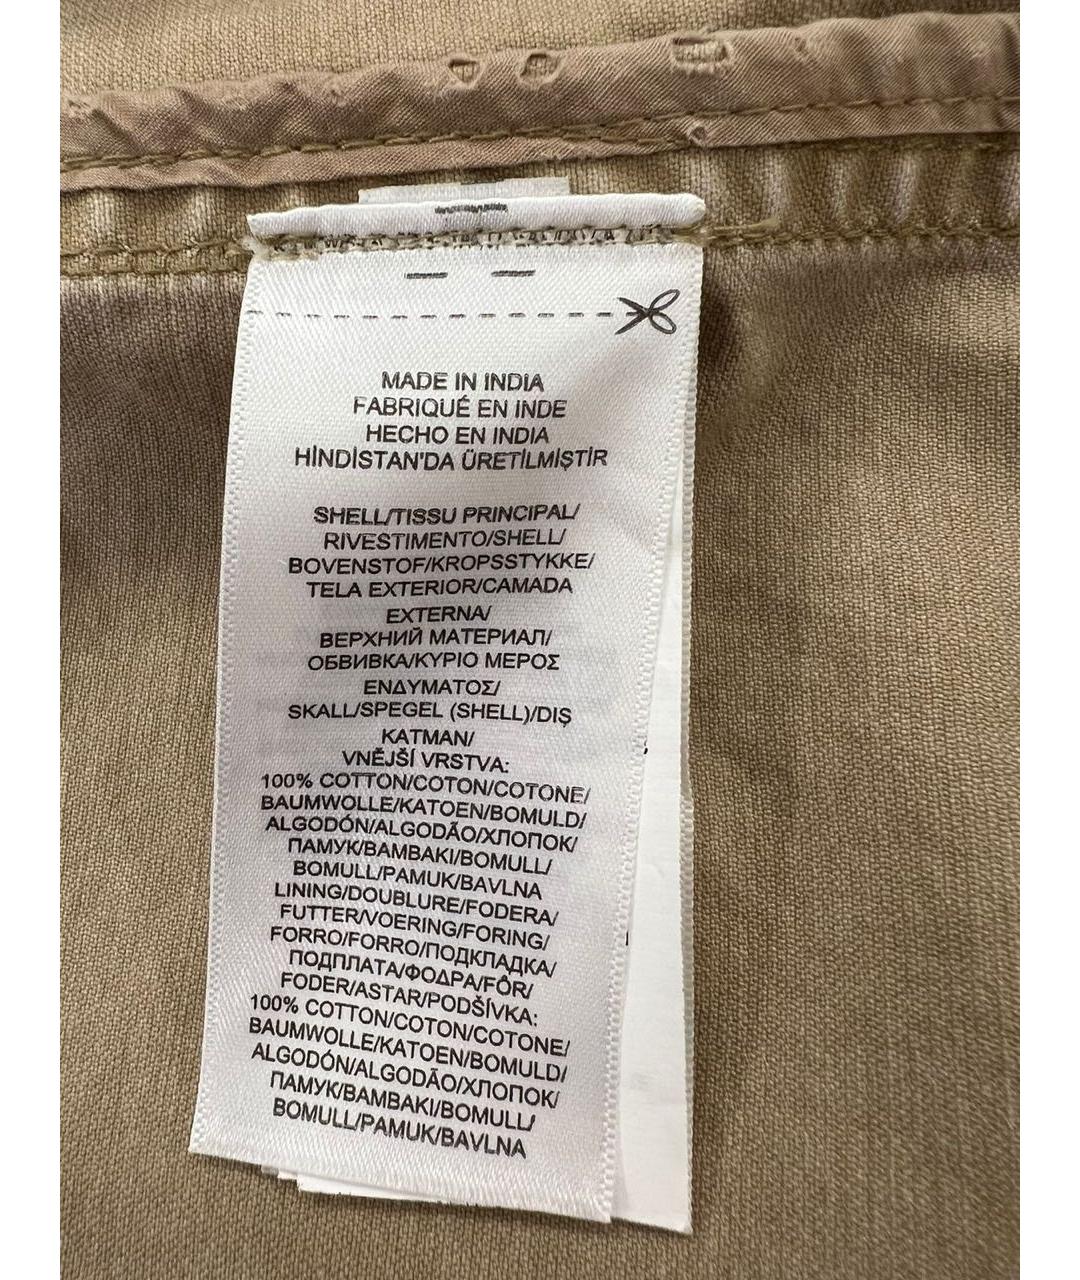 MADE IN INDIA
FABRIQUÉ EN INDE
HECHO EN INDIA
HİNDİSTAN'DA ÜRETİLMİŞTİR
SHELL/TISSU PRINCIPAL/
RIVESTIMENTO/SHELL/
BOVENSTOF/KROPSSTYKKE/
TELA EXTERIOR/CAMADA
EXTERNA/
ВЕРХНИЙ МАТЕРИАЛ/
ОБВИВКА/ΚΥΡΙΟ ΜΕΡΟΣ
ΕΝΔΥΜΑΤΟΣ/
SKALL/SPEGEL (SHELL)/DIŞ
KATMAN/
VNĚJŠÍ VRSTVA:
100% COTTON/COTON/COTONE/
BAUMWOLLE/KATOEN/BOMULD/
ALGODÓN/ALGODÃO/ХЛОПОК/
ПАМУК/ΒΑΜΒΑΚΙ/BOMULL/
BOMULL/PAMUK/BAVLNA
LINING/DOUBLURE/FODERA/
FUTTER/VOERING/FORING/
FORRO/FORRO/ПОДКЛАДКА/
ПОДПЛАТА/ΦΟΔΡΑ/FÔR/
FODER/ASTAR/PODŠÍVKA:
100% COTTON/COTON/COTONE/
BAUMWOLLE/KATOEN/BOMULD/
ALGODÓN/ALGODÃO/ХЛОПОК/
ПАМУК/ΒΑΜΒΑΚΙ/BOMULL/
BOMULL/PAMUK/BAVLNA